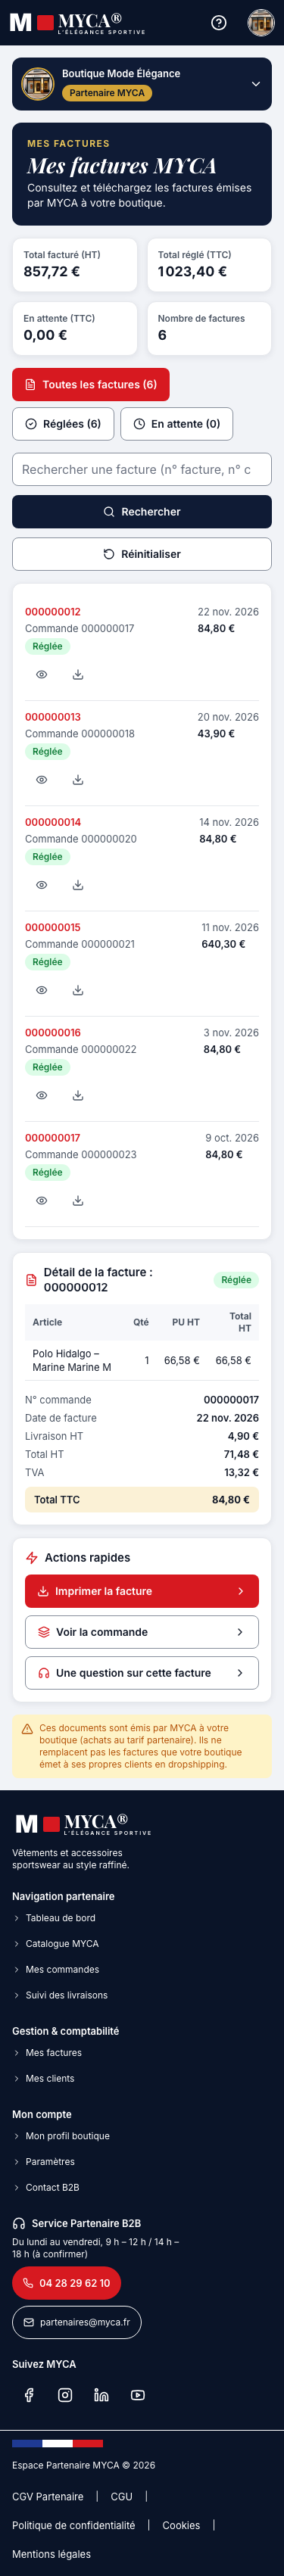 M MYCA®
L'ÉLÉGANCE SPORTIVE
Boutique Mode Élégance
Partenaire MYCA
MES FACTURES
Mes factures MYCA
Consultez et téléchargez les factures émises
par MYCA à votre boutique.
Total facturé (HT)
857,72 €
Total réglé (TTC)
1 023,40 €
En attente (TTC)
0,00 €
Nombre de factures
6
Toutes les factures (6)
Réglées (6)
En attente (0)
Rechercher une facture (n° facture, n° c
Rechercher
Réinitialiser
000000012 22 nov. 2026
Commande 000000017 84,80 €
Réglée
000000013 20 nov. 2026
Commande 000000018 43,90 €
Réglée
000000014 14 nov. 2026
Commande 000000020 84,80 €
Réglée
000000015 11 nov. 2026
Commande 000000021 640,30 €
Réglée
000000016 3 nov. 2026
Commande 000000022 84,80 €
Réglée
000000017 9 oct. 2026
Commande 000000023 84,80 €
Réglée
Détail de la facture :
000000012
Réglée
Article Qté PU HT Total HT
Polo Hidalgo –
Marine Marine M
1 66,58 € 66,58 €
N° commande 000000017
Date de facture 22 nov. 2026
Livraison HT 4,90 €
Total HT 71,48 €
TVA 13,32 €
Total TTC 84,80 €
Actions rapides
Imprimer la facture
Voir la commande
Une question sur cette facture
Ces documents sont émis par MYCA à votre
boutique (achats au tarif partenaire). Ils ne
remplacent pas les factures que votre boutique
émet à ses propres clients en dropshipping.
M MYCA®
L'ÉLÉGANCE SPORTIVE
Vêtements et accessoires
sportswear au style raffiné.
Navigation partenaire
Tableau de bord
Catalogue MYCA
Mes commandes
Suivi des livraisons
Gestion & comptabilité
Mes factures
Mes clients
Mon compte
Mon profil boutique
Paramètres
Contact B2B
Service Partenaire B2B
Du lundi au vendredi, 9 h – 12 h / 14 h –
18 h (à confirmer)
04 28 29 62 10
partenaires@myca.fr
Suivez MYCA
Espace Partenaire MYCA © 2026
CGV Partenaire | CGU |
Politique de confidentialité | Cookies |
Mentions légales